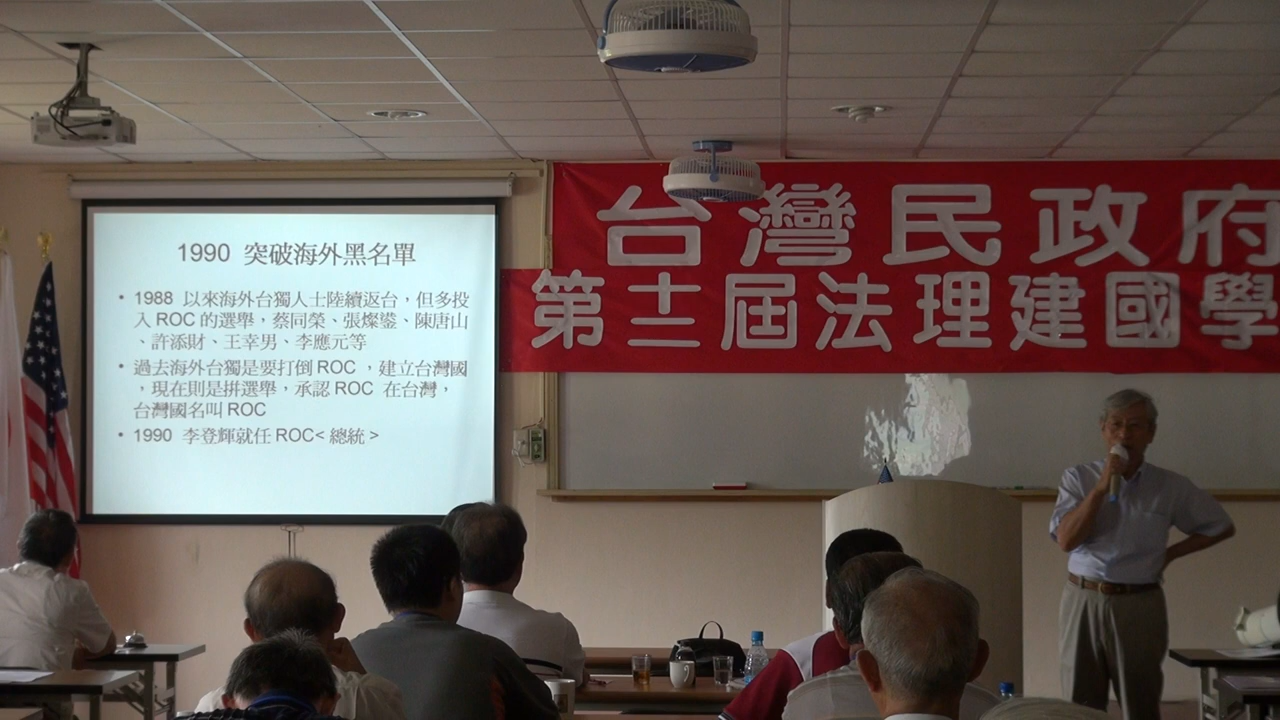 1990 突破海外黑名單
• 1988 以來海外台獨人士陸續返台，但多投
入 ROC 的選舉，蔡同榮、張燦鍙、陳唐山
、許添財、王幸男、李應元等
• 過去海外台獨是要打倒 ROC ，建立台灣國
，現在則是拚選舉，承認 ROC 在台灣，
台灣國名叫 ROC
• 1990 李登輝就任 ROC< 總統 >
台灣民政府
第十二屆法理建國學